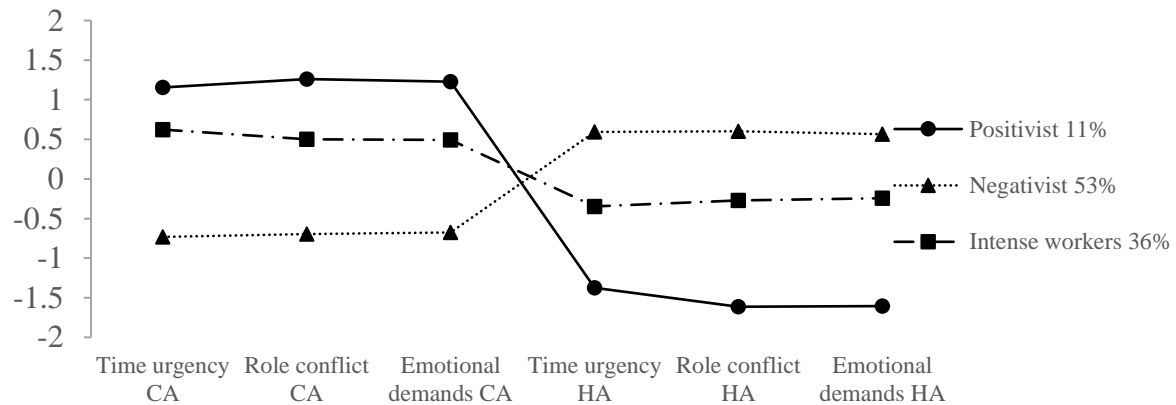 2
1.5
1
0.5
0
-0.5
-1
-1.5
-2
Time urgency CA
Role conflict CA
Emotional demands CA
Time urgency HA
Role conflict HA
Emotional demands HA
Positivist 11%
Negativist 53%
Intense workers 36%